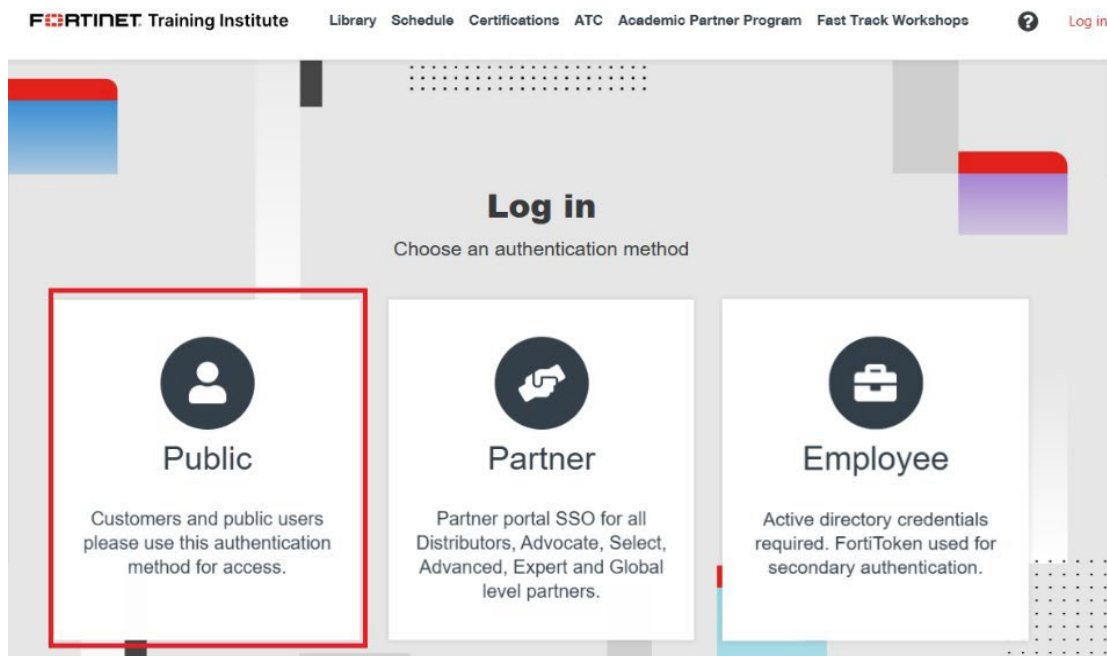 FORTINET Training Institute Library Schedule Certifications ATC Academic Partner Program Fast Track Workshops ? Log in
Log in
Choose an authentication method
Public
Customers and public users
please use this authentication
method for access.
Partner
Partner portal SSO for all
Distributors, Advocate, Select,
Advanced, Expert and Global
level partners.
Employee
Active directory credentials
required. FortiToken used for
secondary authentication.